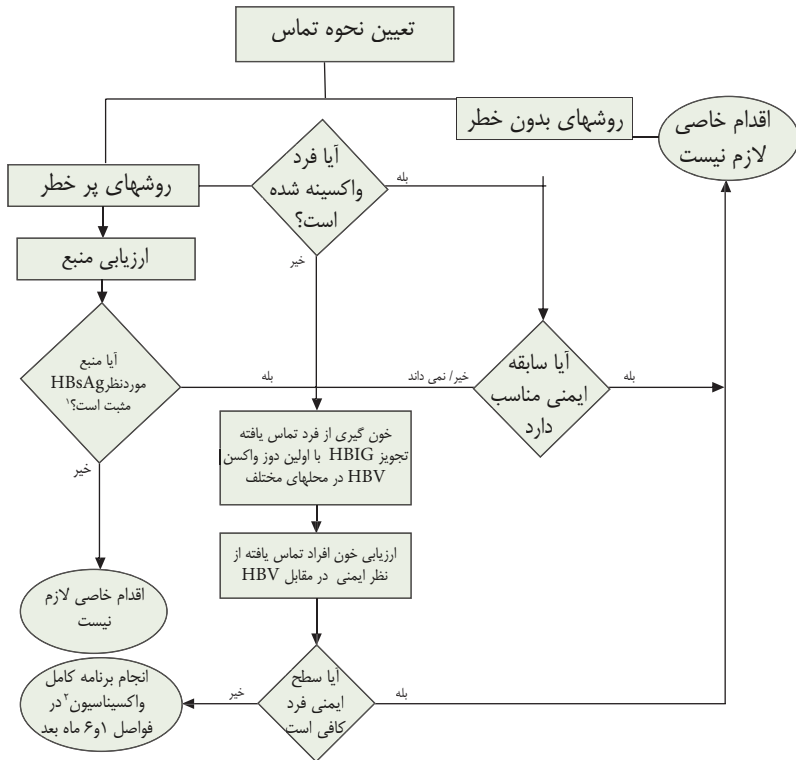 تعیین نحوه تماس
روشهای بدون خطر
اقدام خاصی
لازم نیست
روشهای پر خطر
آیا فرد
واکسینه شده
است؟
بله
خیر
ارزیابی منبع
آیا منبع
موردنظرHBsAg
مثبت است؟۱
بله
خیر
آیا سابقه
ایمنی مناسب
دارد
خیر/ نمی داند
بله
خون گیری از فرد تماس یافته
تجویز HBIG با اولین دوز واکسن
HBV در محلهای مختلف
ارزیابی خون افراد تماس یافته از
نظر ایمنی در مقابل HBV
اقدام خاصی لازم
نیست
آیا سطح
ایمنی فرد
کافی است
بله
خیر
انجام برنامه کامل
واکسیناسیون۲در
فواصل ۱و۶ ماه بعد